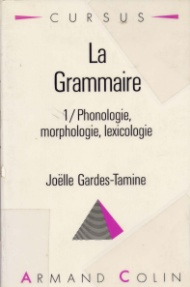 CURSUS
La
Grammaire
1/Phonologie,
morphologie, lexicologie
Joëlle Gardes-Tamine
ARMAND COLIN